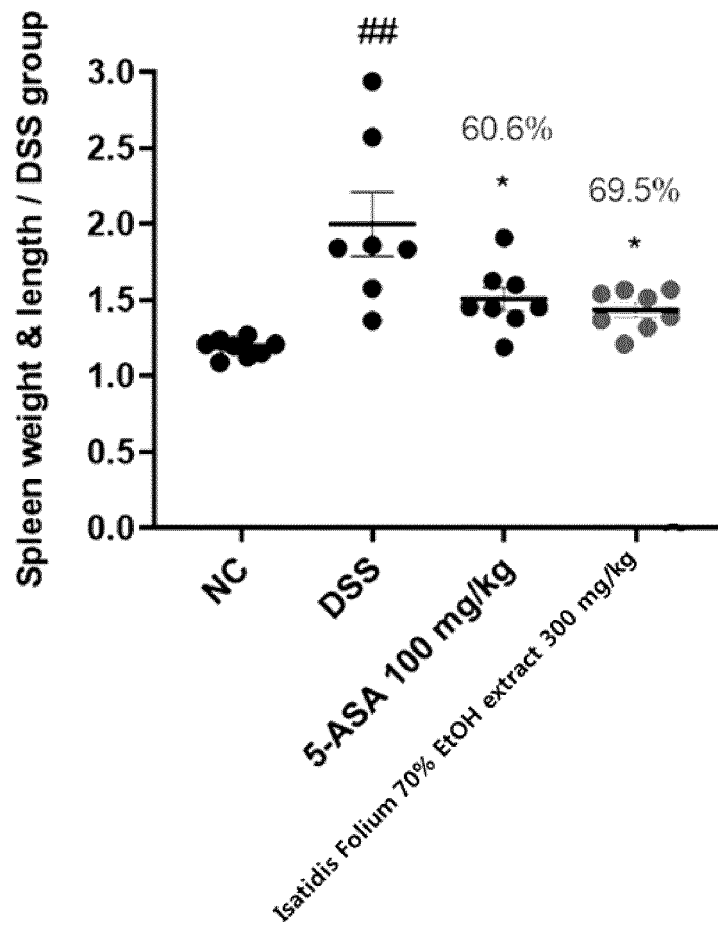 Spleen weight & length / DSS group
##
3.0
2.5
2.0
1.5
1.0
0.5
0.0
60.6%
*
69.5%
*
NC
DSS
5-ASA 100 mg/kg
Isatidis Folium 70% EtOH extract 300 mg/kg